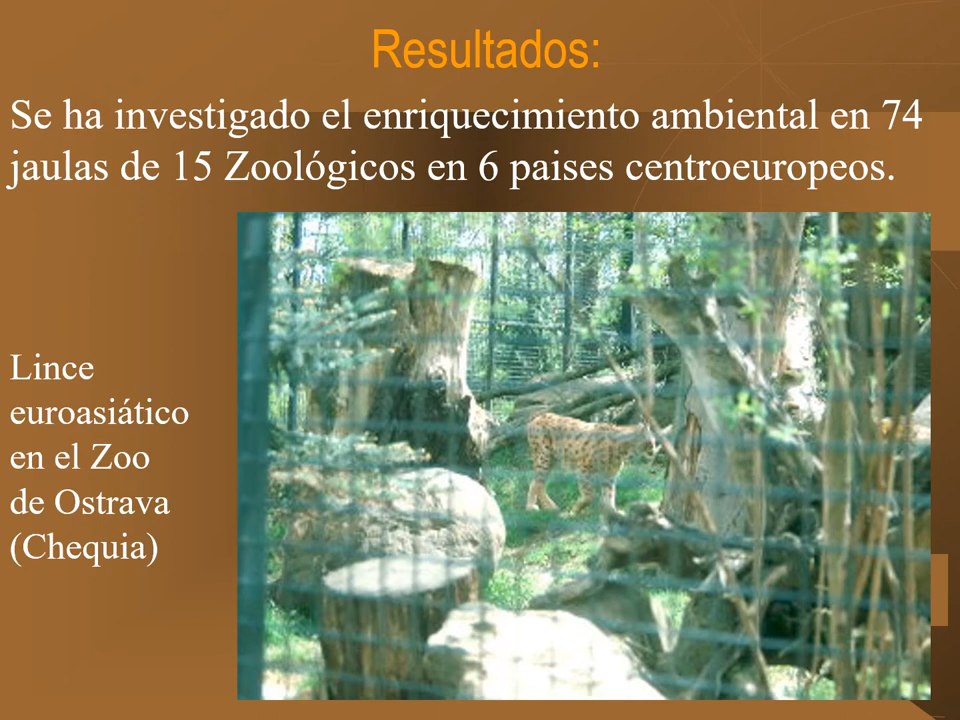 Resultados:
Se ha investigado el enriquecimiento ambiental en 74
jaulas de 15 Zoológicos en 6 paises centroeuropeos.
Lince
euroasiático
en el Zoo
de Ostrava
(Chequia)